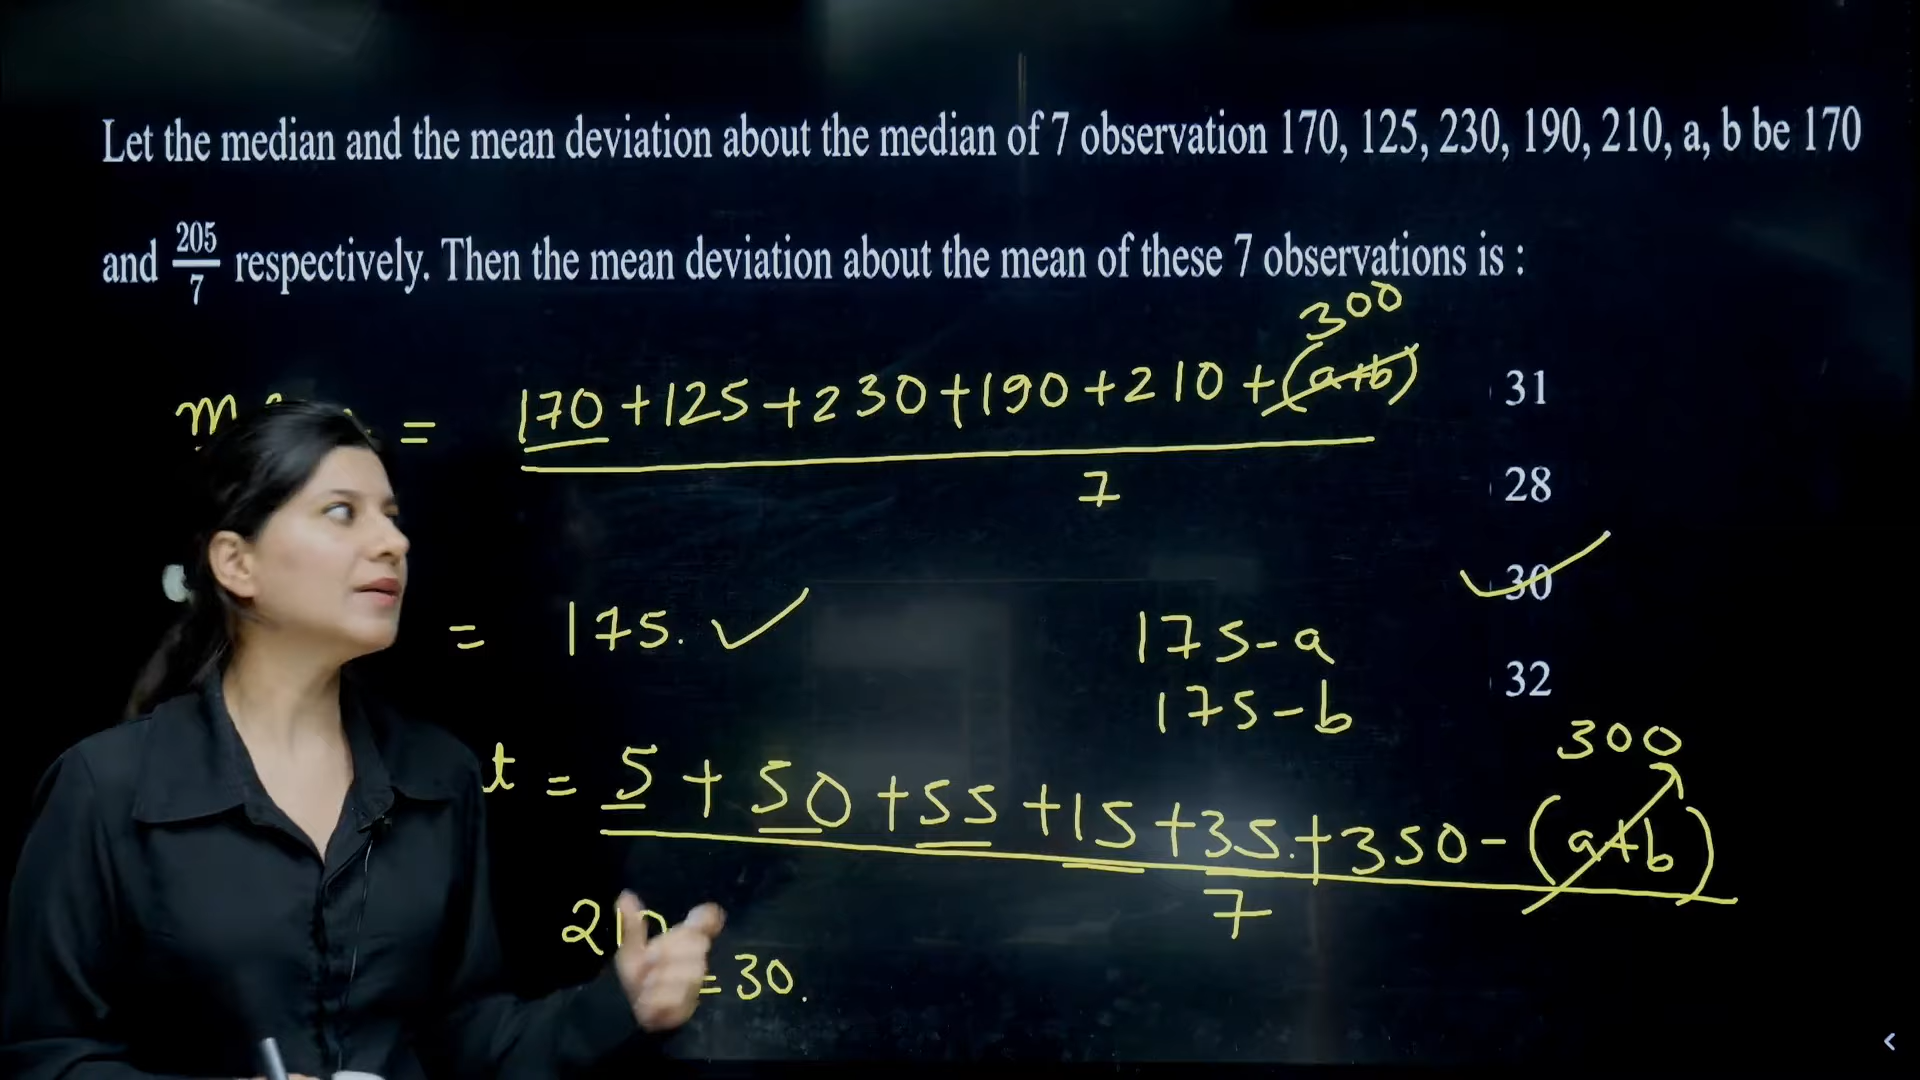 Let the median and the mean deviation about the median of 7 observation 170, 125, 230, 190, 210, a, b be 170
and 205/7 respectively. Then the mean deviation about the mean of these 7 observations is :
300
= 170+125+230+190+210+(a+b)
7
31
28
30
32
= 175.
175-a
175-b
300
t = 5+50+55+15+35+350-(a+b)
7
=30.